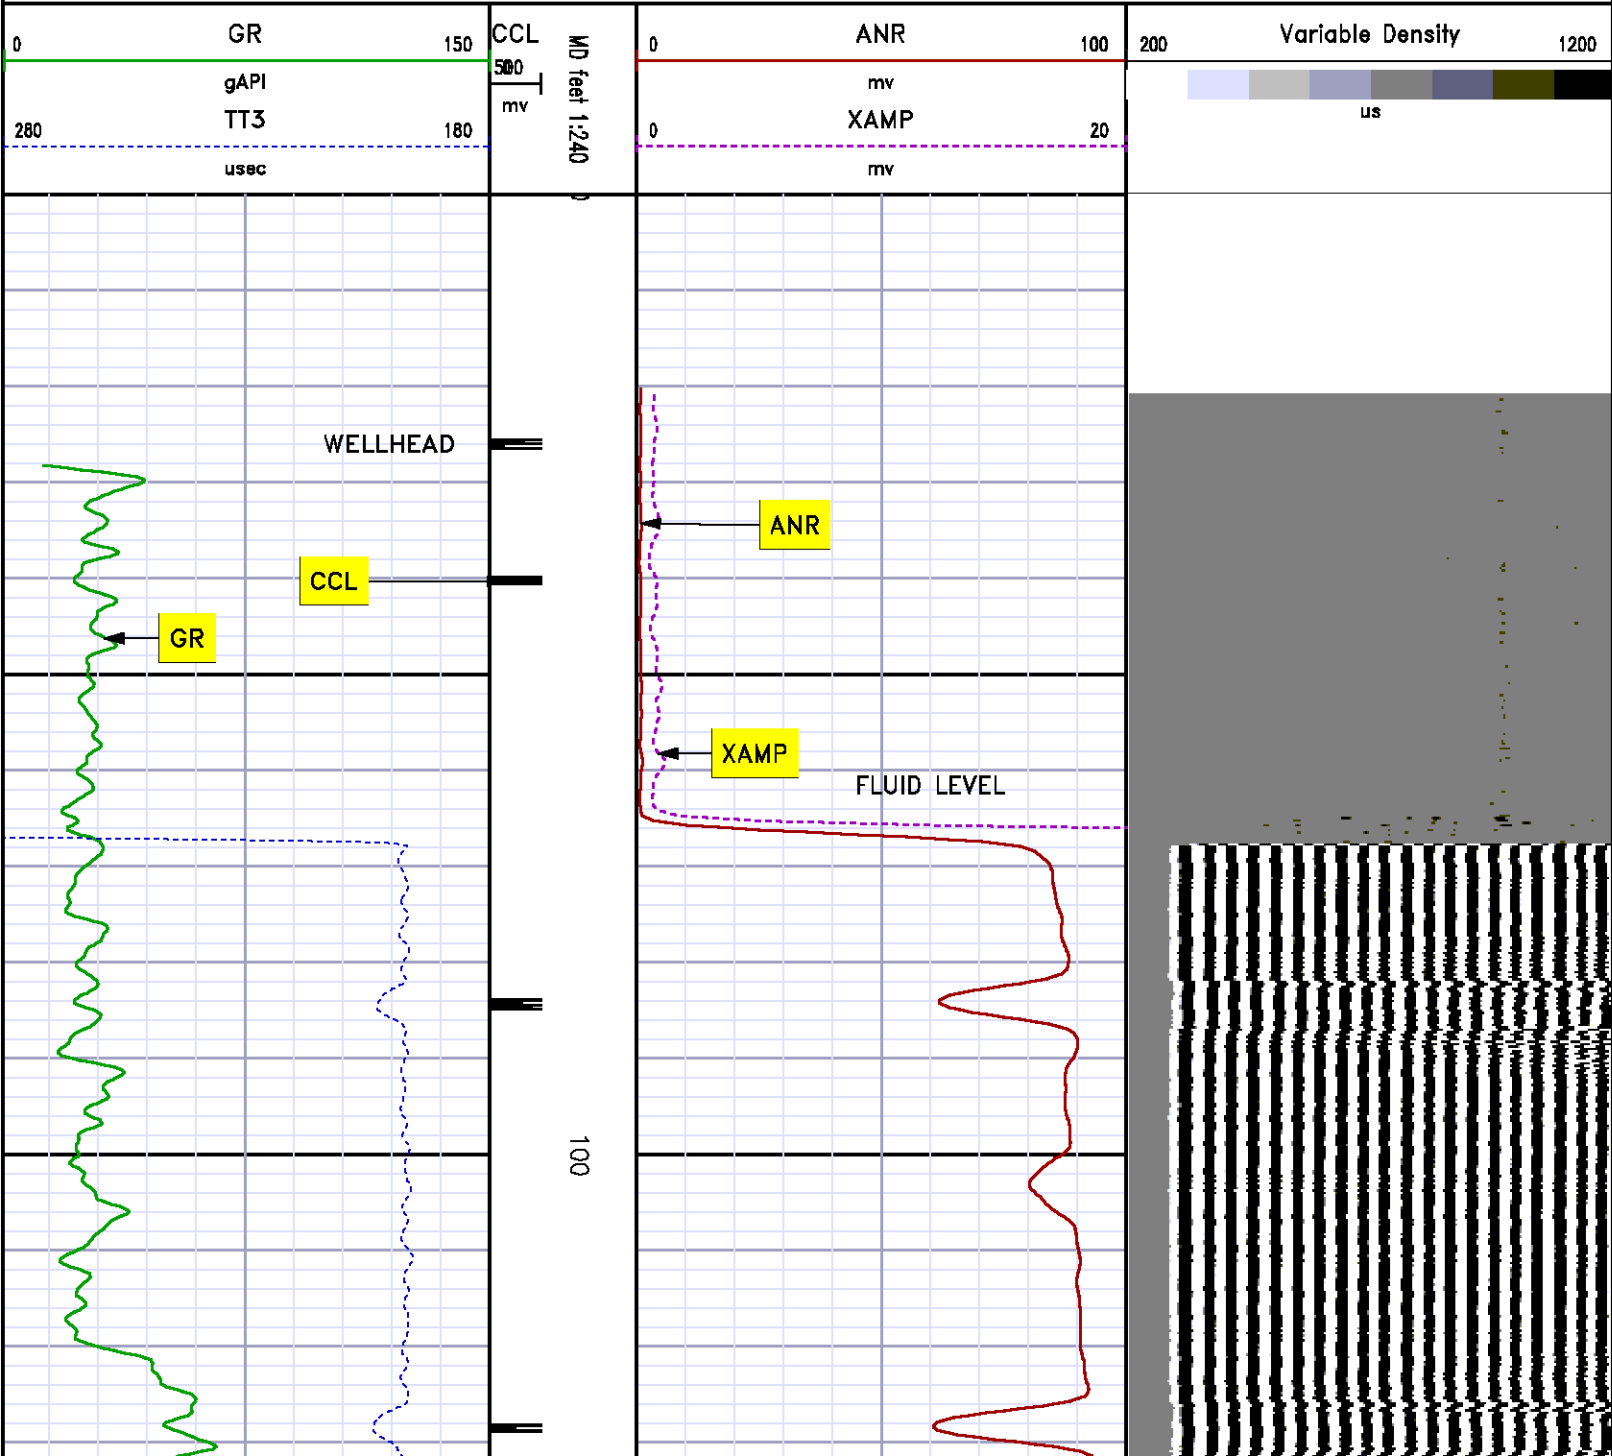 GR
0 150
gAPI
TT3
280 180
usec
CCL
mv
MD feet 1:240
ANR
0 100
mv
XAMP
0 20
mv
Variable Density
200 1200
us
WELLHEAD
ANR
CCL
GR
XAMP
FLUID LEVEL
100